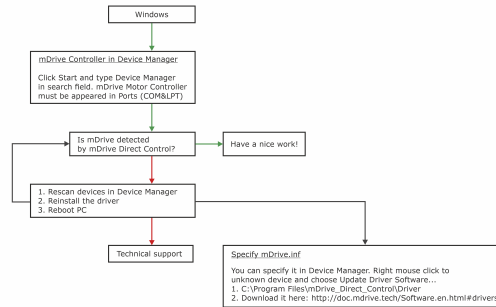 Windows
mDrive Controller in Device Manager
Click Start and type Device Manager
in search field. mDrive Motor Controller
must be appeared in Ports (COM&LPT)
Is mDrive detected
by mDrive Direct Control?
Have a nice work!
1. Rescan devices in Device Manager
2. Reinstall the driver
3. Reboot PC
Technical support
Specify mDrive.inf
You can specify it in Device Manager. Right mouse click to
unknown device and choose Update Driver Software...
1. C:\Program Files\mDrive_Direct_Control\Driver
2. Download it here: http://doc.mdrive.tech/Software.en.html#drivers